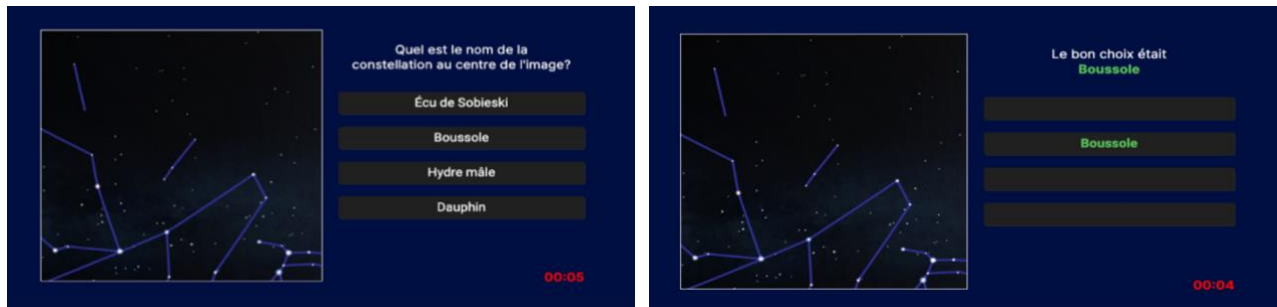 Quel est le nom de la
constellation au centre de l'image?
Écu de Sobieski
Boussole
Hydre mâle
Dauphin
00:05
Le bon choix était
Boussole
Boussole
00:04